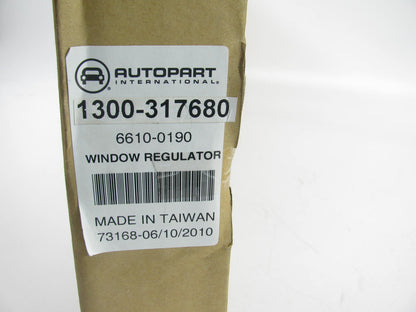 AUTOPART
INTERNATIONAL®
1300-317680
6610-0190
WINDOW REGULATOR
MADE IN TAIWAN
73168-06/10/2010